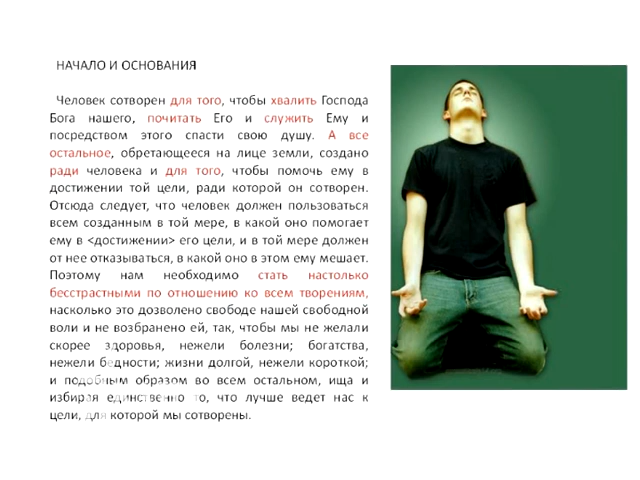 НАЧАЛО И ОСНОВАНИЯ
Человек сотворен для того, чтобы хвалить Господа
Бога нашего, почитать Его и служить Ему и
посредством этого спасти свою душу. А все
остальное, обретающееся на лице земли, создано
ради человека и для того, чтобы помочь ему в
достижении той цели, ради которой он сотворен.
Отсюда следует, что человек должен пользоваться
всем созданным в той мере, в какой оно помогает
ему в <достижении> его цели, и в той мере должен
от нее отказываться, в какой оно в этом ему мешает.
Поэтому нам необходимо стать настолько
бесстрастными по отношению ко всем творениям,
насколько это дозволено свободе нашей свободной
воли и не возбранено ей, так, чтобы мы не желали
скорее здоровья, нежели болезни; богатства,
нежели бедности; жизни долгой, нежели короткой;
и подобным образом во всем остальном, ища и
избирая единственно то, что лучше ведет нас к
цели, для которой мы сотворены.